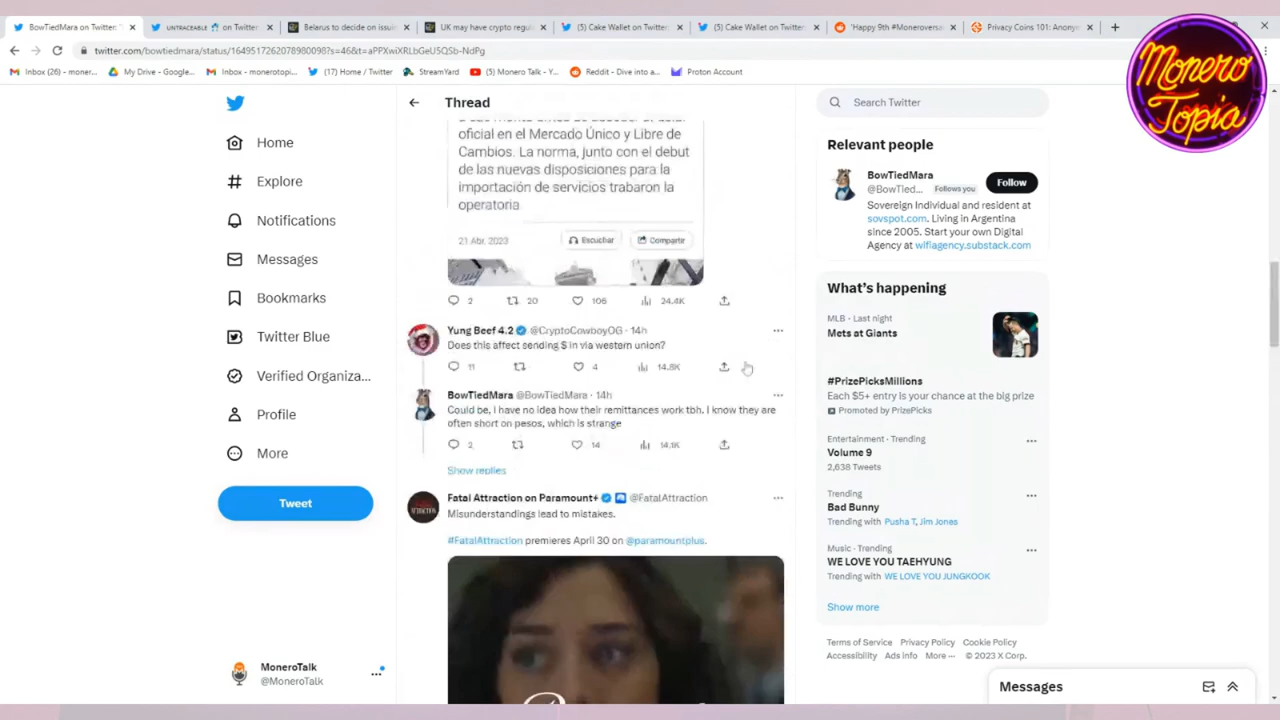 BowTiedMara on Twitter: "
UNTRACEABLE on Twitter:
Belarus to decide on issuin
UK may have crypto regul
(5) Cake Wallet on Twitter
(5) Cake Wallet on Twitter
"Happy 9th #Moneroversa
Privacy Coins 101: Anonym
twitter.com/bowtiedmara/status/1649517262078980098?s=46&t=aPPXwiXRLbGeU5QSb-NdPg
Inbox (26) - moner...
My Drive - Google...
Inbox - monerotopi...
(17) Home / Twitter
StreamYard
(5) Monero Talk - Y...
Reddit - Dive into a...
Proton Account
Monero
Topia
Home
Explore
Notifications
Messages
Bookmarks
Twitter Blue
Verified Organiza...
Profile
More
Tweet
MoneroTalk
@MoneroTalk
Thread
oficial en el Mercado Único y Libre de
Cambios. La norma, junto con el debut
de las nuevas disposiciones para la
importación de servicios trabaron la
operatoria
21 Abr, 2023
Escuchar
Compartir
2 20 106 24.4K
Yung Beef 4.2 @CryptoCowboyOG · 14h
Does this affect sending $ in via western union?
11 4 14.8K
BowTiedMara @BowTiedMara · 14h
Could be, I have no idea how their remittances work tbh. I know they are
often short on pesos, which is strange
2 14 14.1K
Show replies
Fatal Attraction on Paramount+ @FatalAttraction
Misunderstandings lead to mistakes.
#FatalAttraction premieres April 30 on @paramountplus.
Search Twitter
Relevant people
BowTiedMara
@BowTied... Follows you
Follow
Sovereign Individual and resident at
sovspot.com. Living in Argentina
since 2005. Start your own Digital
Agency at wifiagency.substack.com
What's happening
MLB · Last night
Mets at Giants
#PrizePicksMillions
Each $5+ entry is your chance at the big prize
Promoted by PrizePicks
Entertainment · Trending
Volume 9
2,638 Tweets
Trending
Bad Bunny
Trending with Pusha T, Jim Jones
Music · Trending
WE LOVE YOU TAEHYUNG
Trending with WE LOVE YOU JUNGKOOK
Show more
Terms of Service Privacy Policy Cookie Policy
Accessibility Ads info More ··· © 2023 X Corp.
Messages